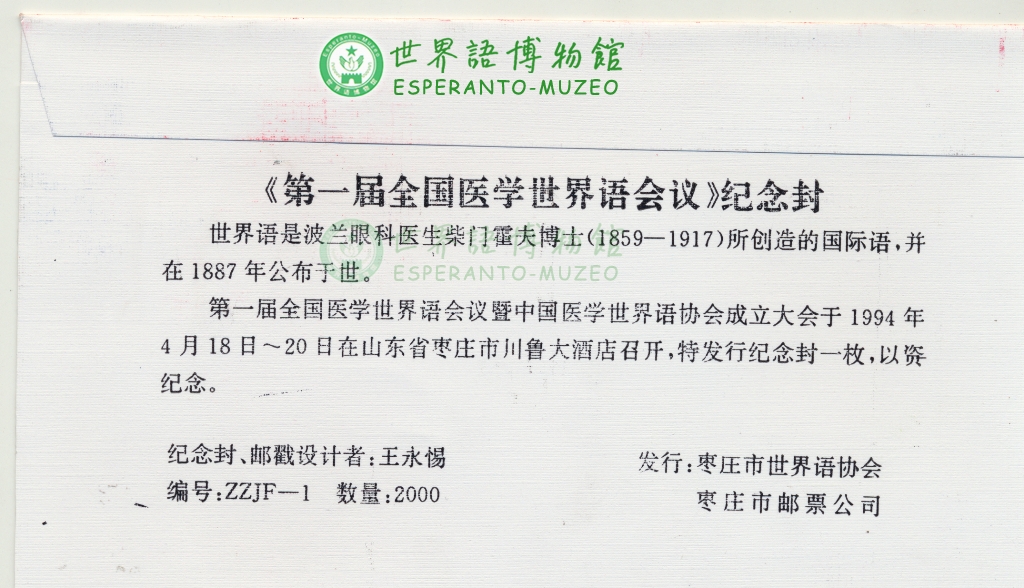 世界語博物館
ESPERANTO-MUZEO
《第一届全国医学世界语会议》纪念封
世界语是波兰眼科医生柴门霍夫博士(1859—1917)所创造的国际语,并
在1887年公布于世。
世界語博物館
ESPERANTO-MUZEO
第一届全国医学世界语会议暨中国医学世界语协会成立大会于1994年
4月18日～20日在山东省枣庄市川鲁大酒店召开,特发行纪念封一枚,以资
纪念。
纪念封、邮戳设计者:王永惕
发行:枣庄市世界语协会
编号:ZZJF—1 数量:2000
枣庄市邮票公司